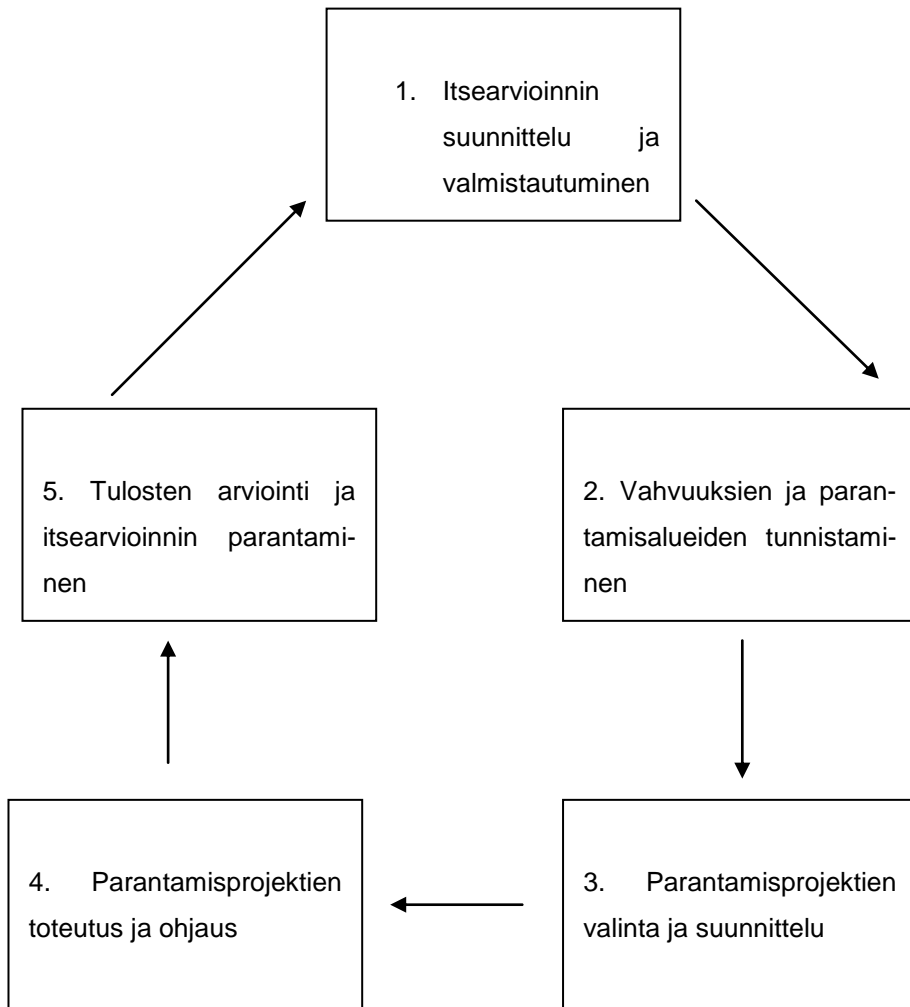 1. Itsearvioinnin
suunnittelu ja
valmistautuminen
2. Vahvuuksien ja paran-
tamisalueiden tunnistami-
nen
3. Parantamisprojektien
valinta ja suunnittelu
4. Parantamisprojektien
toteutus ja ohjaus
5. Tulosten arviointi ja
itsearvioinnin parantami-
nen